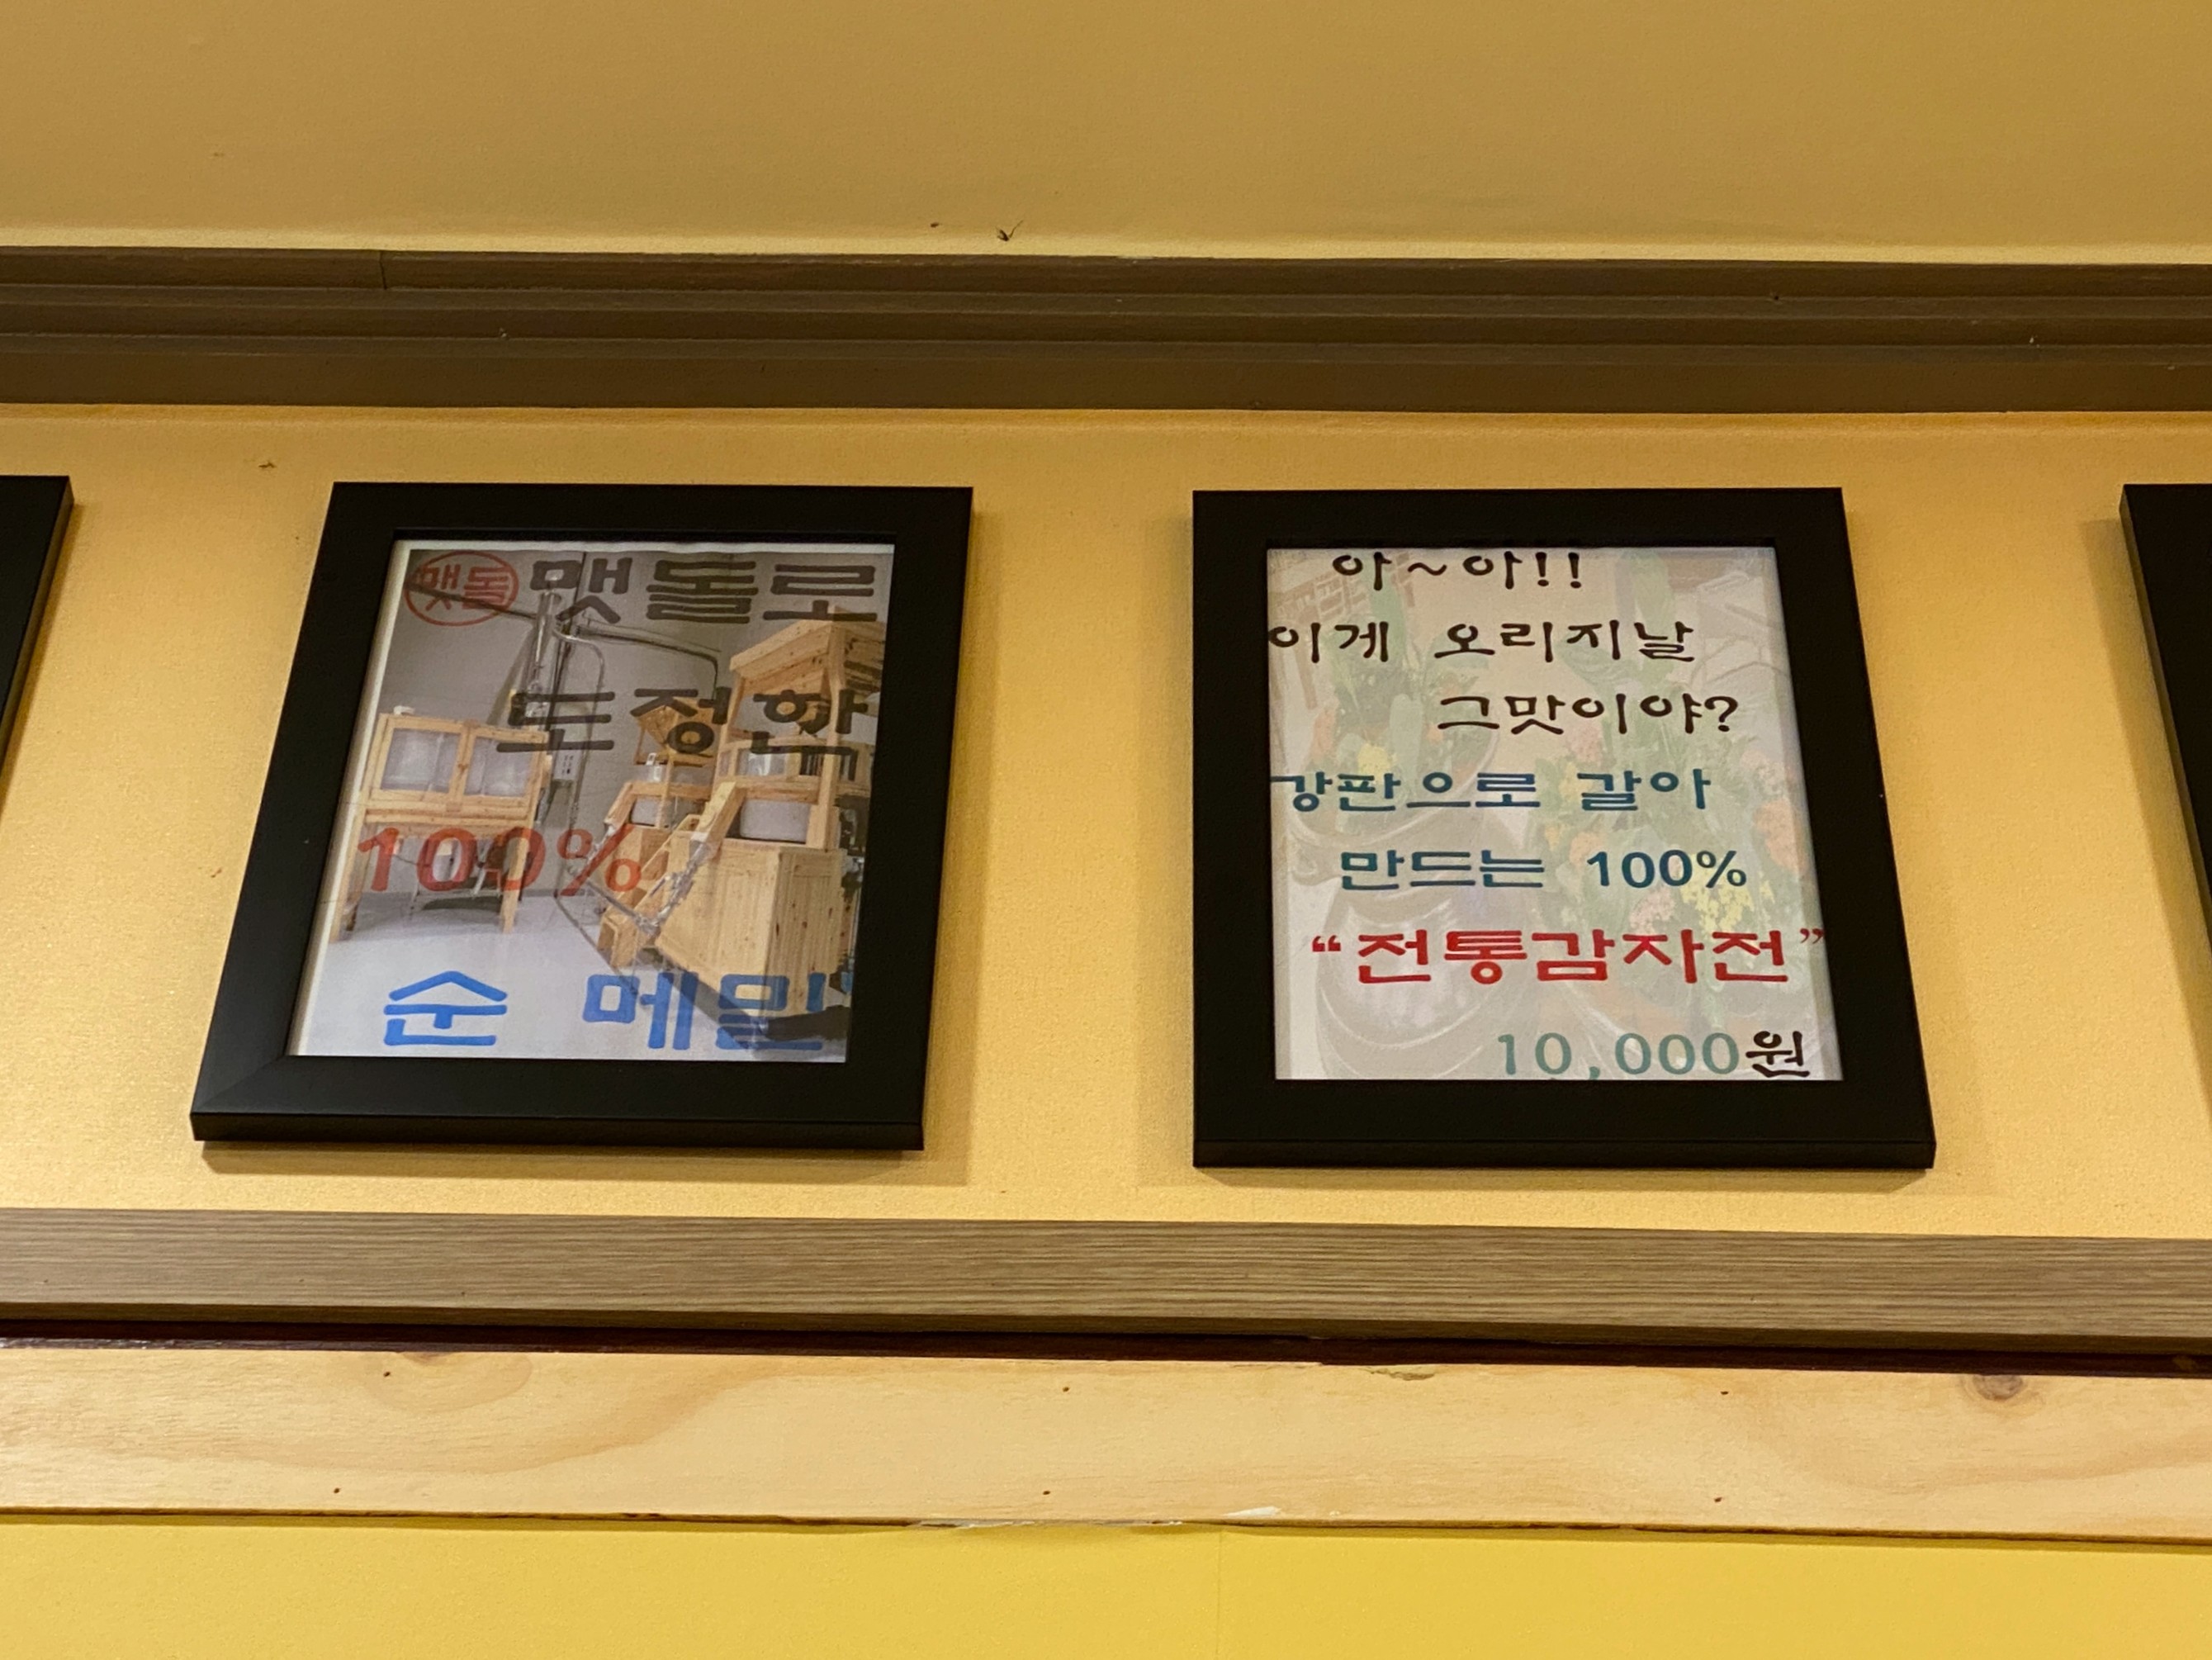 맷돌 맷돌로
도정한
100%
순 메밀
아~아!!
이게 오리지날
그맛이야?
강판으로 갈아
만드는 100%
“전통감자전”
10,000원